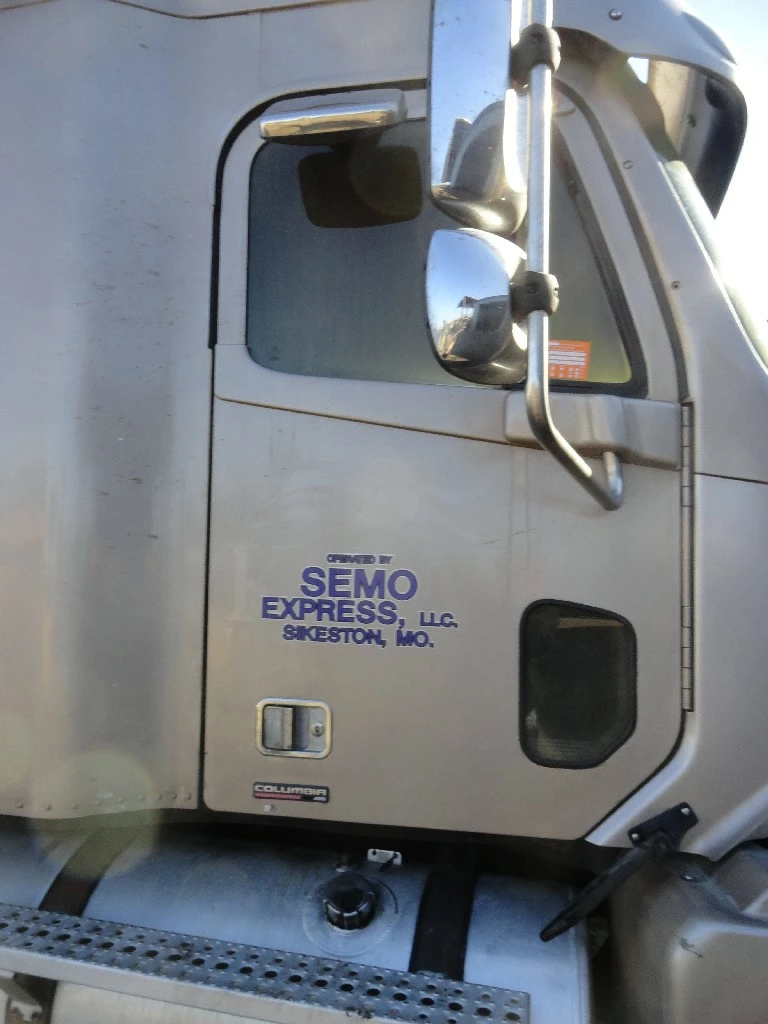 OPERATED BY
SEMO
EXPRESS, LLC.
SIKESTON, MO.
COLUMBIA